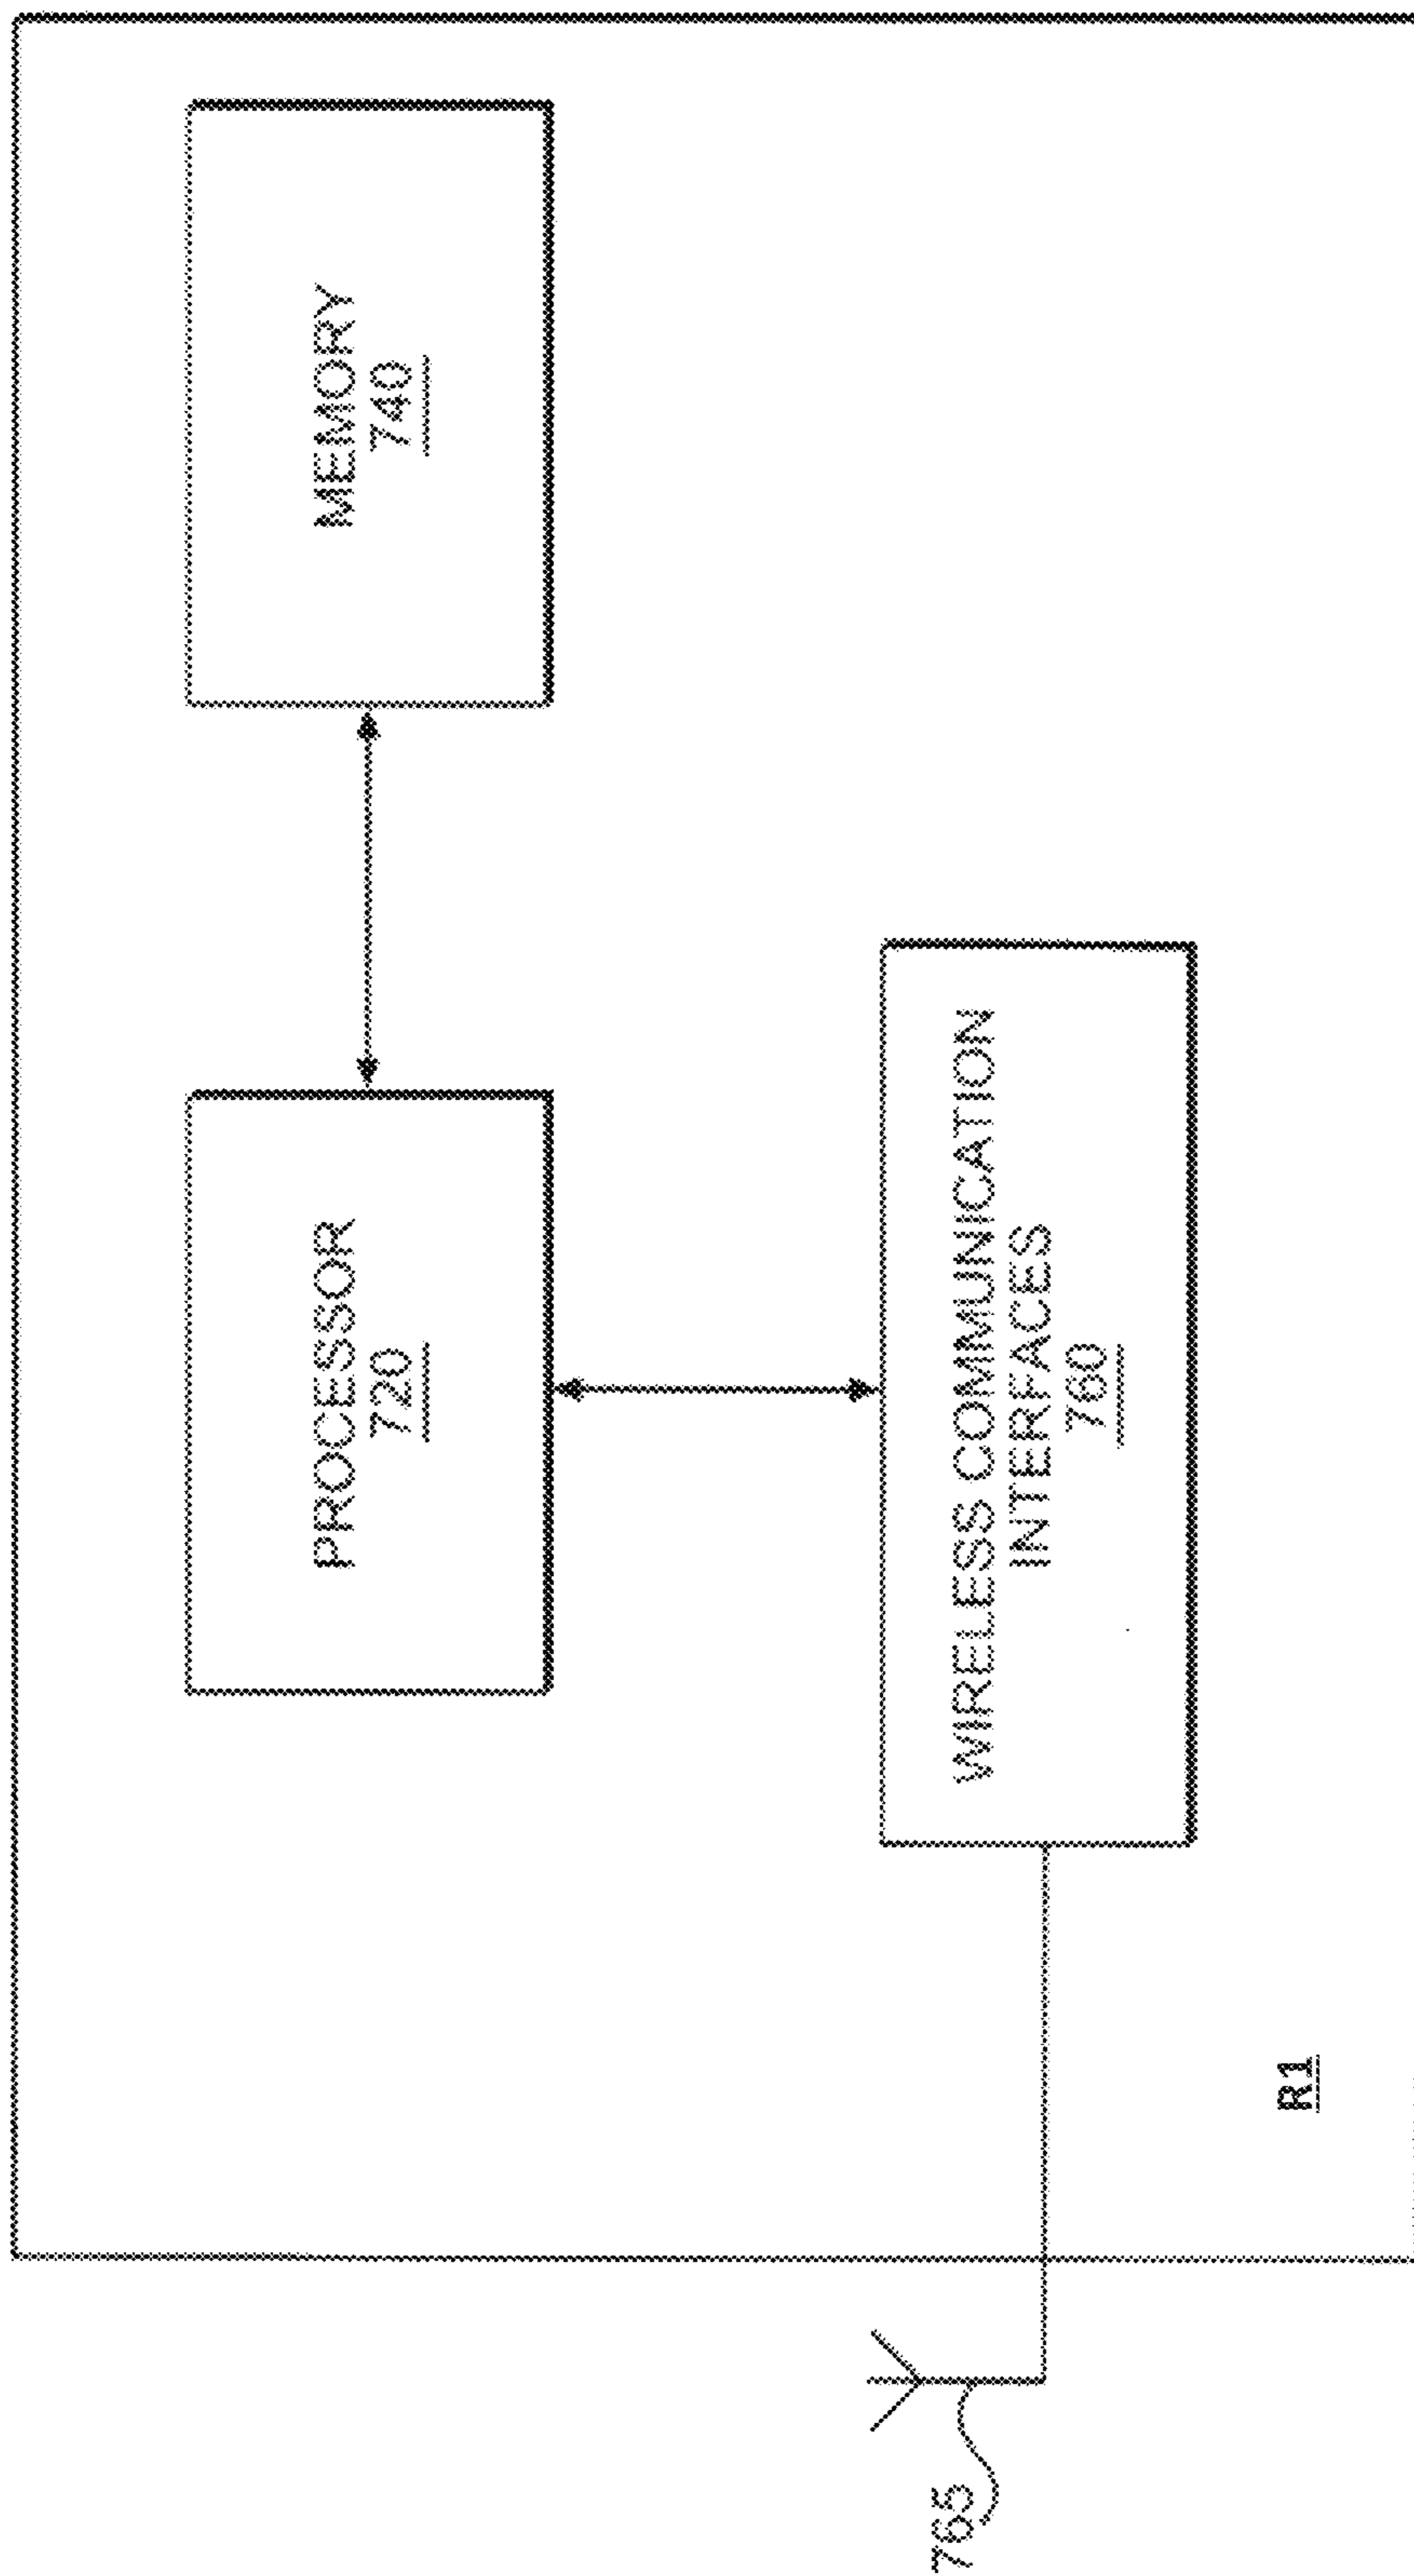 PROCESSOR
720
MEMORY
740
WIRELESS COMMUNICATION
INTERFACES
760
765
R1